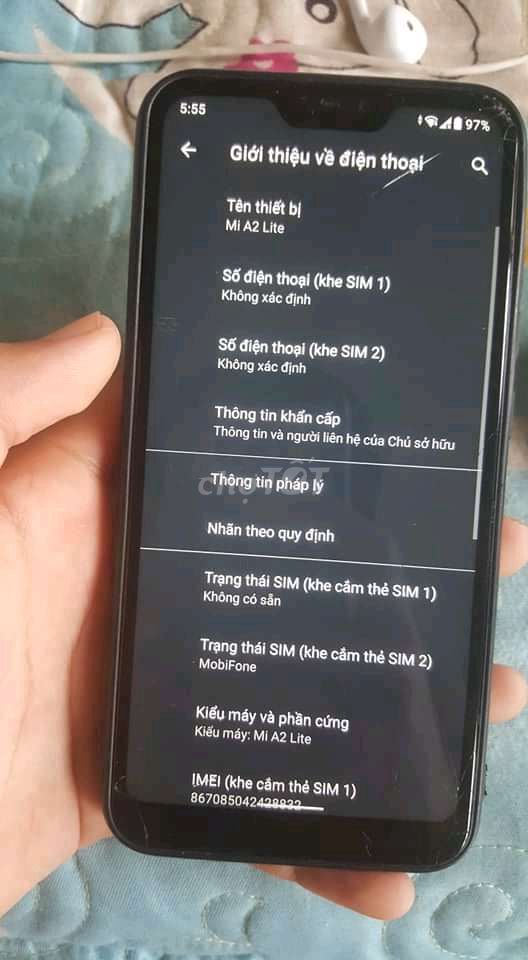 5:55
97%
Giới thiệu về điện thoại
Tên thiết bị
Mi A2 Lite
Số điện thoại (khe SIM 1)
Không xác định
Số điện thoại (khe SIM 2)
Không xác định
Thông tin khẩn cấp
Thông tin và người liên hệ của Chủ sở hữu
chợTỐT
Thông tin pháp lý
Nhãn theo quy định
Trạng thái SIM (khe cắm thẻ SIM 1)
Không có sẵn
Trạng thái SIM (khe cắm thẻ SIM 2)
MobiFone
Kiểu máy và phần cứng
Kiểu máy: Mi A2 Lite
IMEI (khe cắm thẻ SIM 1)
867085042428832